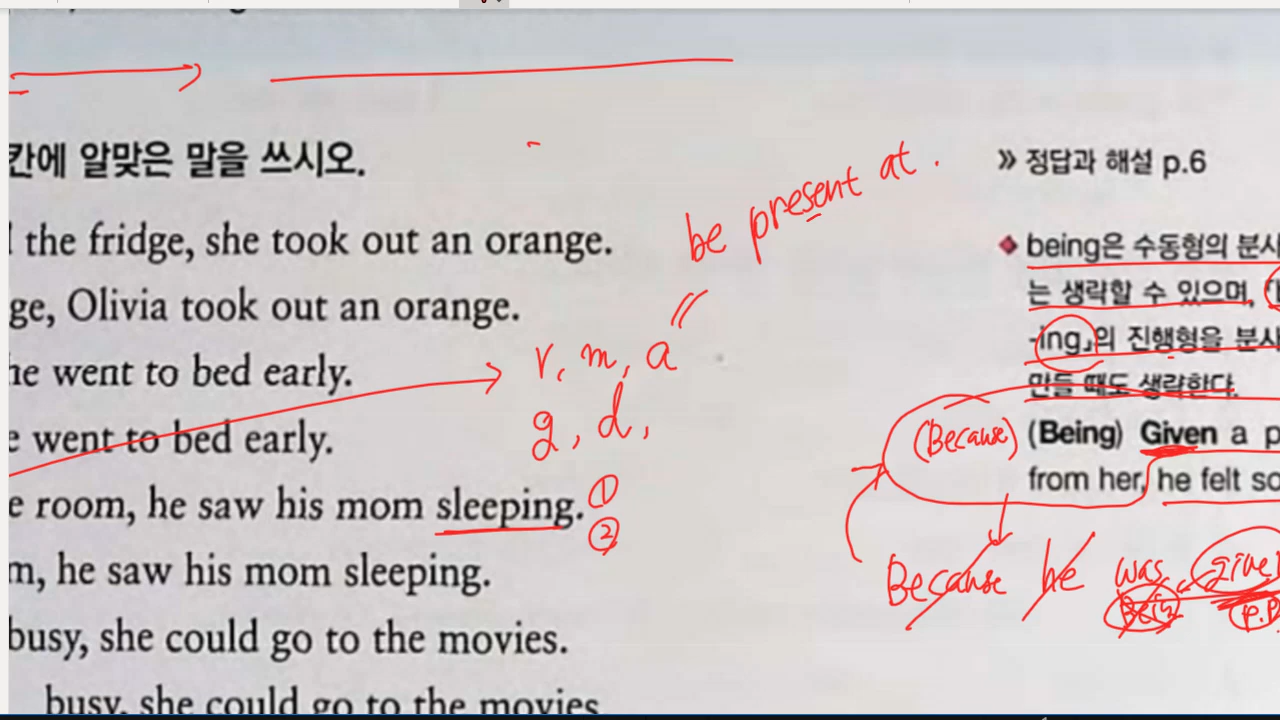 칸에 알맞은 말을 쓰시오.
the fridge, she took out an orange.
ge, Olivia took out an orange.
he went to bed early.
e went to bed early.
e room, he saw his mom sleeping.
m, he saw his mom sleeping.
busy, she could go to the movies.
busy, she could go to the movies
be present at.
r, m, a
g, d,
①
②
» 정답과 해설 p.6
being은 수동형의 분사
는 생략할 수 있으며,
-ing」의 진행형을 분사
만들 때도 생략한다.
(Because) (Being) Given a p
from her, he felt so
Because he was given
Being p.p